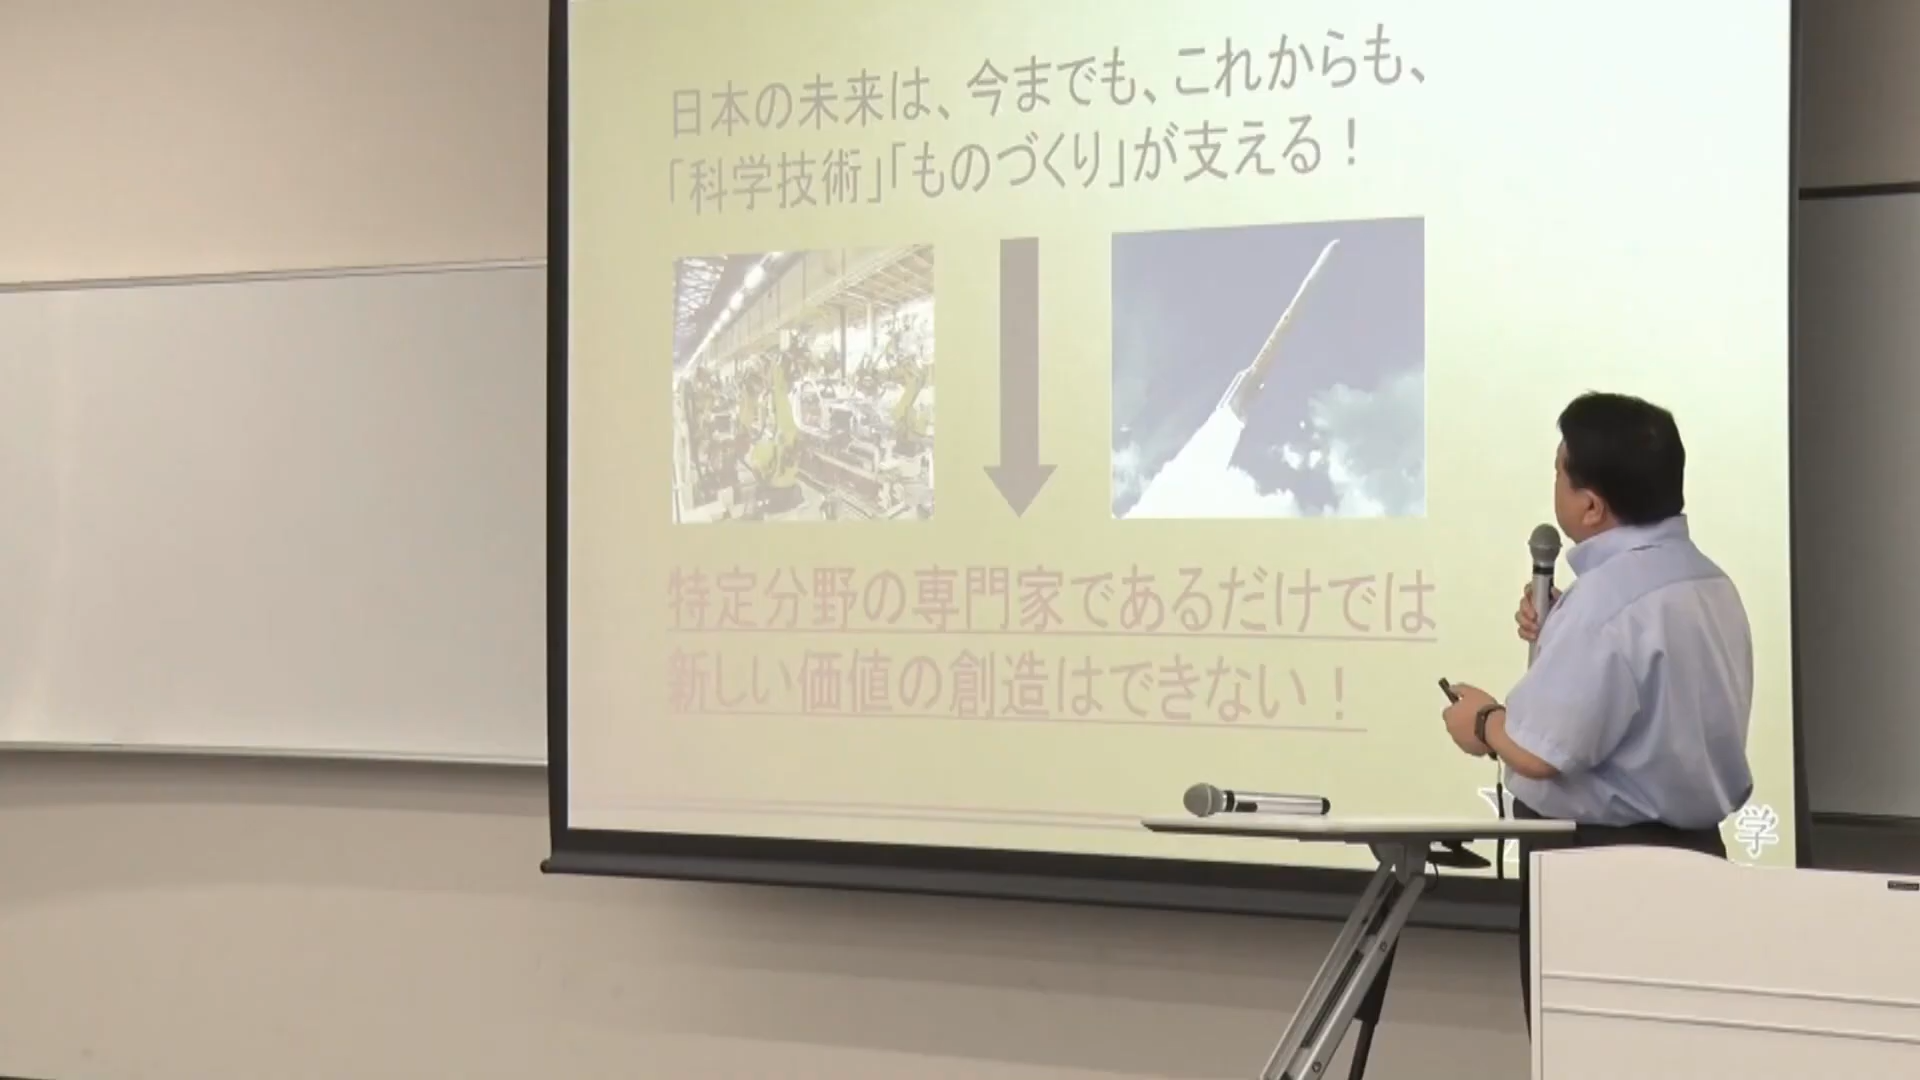 日本の未来は、今までも、これからも、
「科学技術」「ものづくり」が支える！
特定分野の専門家であるだけでは
新しい価値の創造はできない！
学